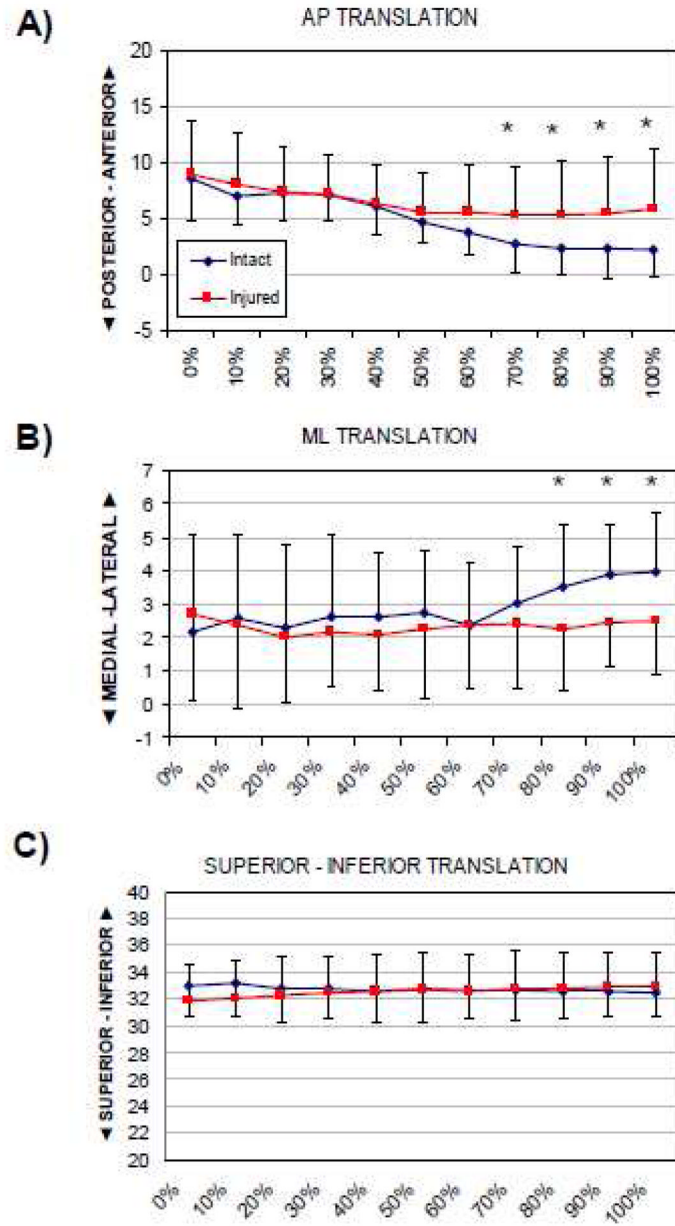 A)
AP TRANSLATION
◄ POSTERIOR - ANTERIOR►
20
15
10
5
0
-5
* * * *
Intact
Injured
0% 10% 20% 30% 40% 50% 60% 70% 80% 90% 100%
B)
ML TRANSLATION
◄ MEDIAL -LATERAL ►
7
6
5
4
3
2
1
0
-1
* * *
0% 10% 20% 30% 40% 50% 60% 70% 80% 90% 100%
C)
SUPERIOR - INFERIOR TRANSLATION
◄ SUPERIOR - INFERIOR ►
40
38
36
34
32
30
28
26
24
22
20
0% 10% 20% 30% 40% 50% 60% 70% 80% 90% 100%